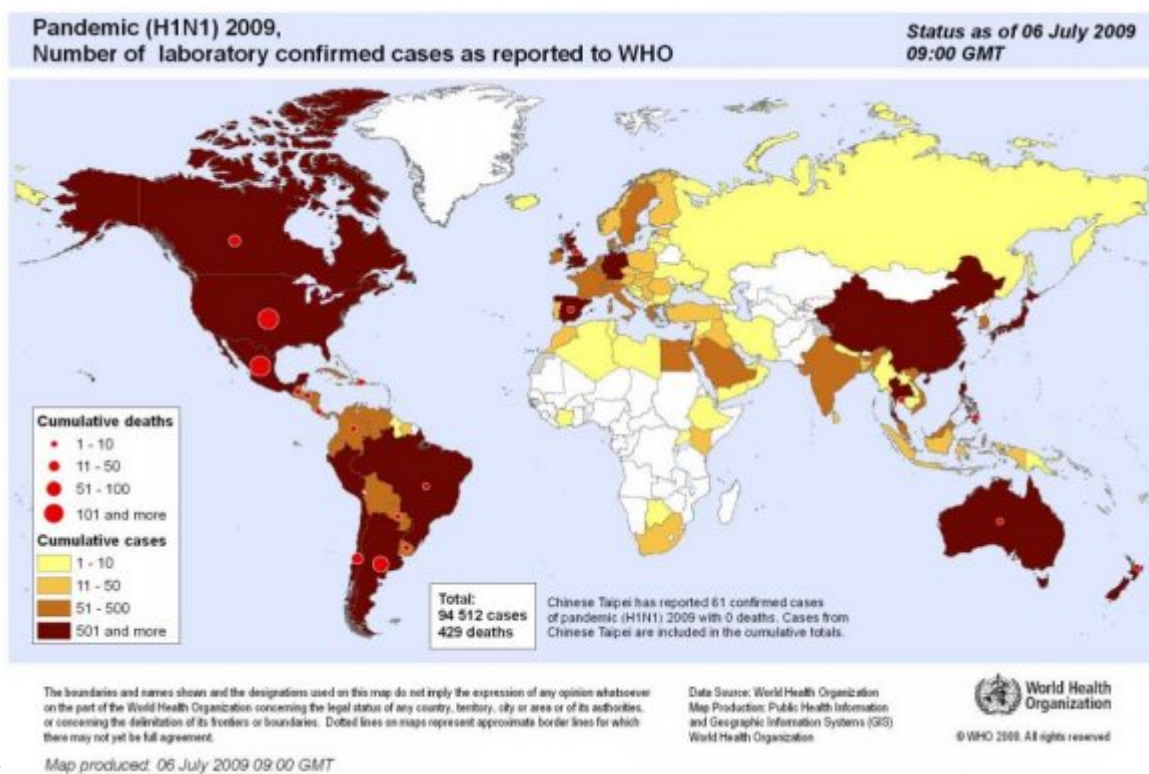 Pandemic (H1N1) 2009,
Number of laboratory confirmed cases as reported to WHO
Status as of 06 July 2009
09:00 GMT
Cumulative deaths
1 - 10
11 - 50
51 - 100
101 and more
Cumulative cases
1 - 10
11 - 50
51 - 500
501 and more
Total:
94 512 cases
429 deaths
Chinese Taipei has reported 61 confirmed cases
of pandemic (H1N1) 2009 with 0 deaths. Cases from
Chinese Taipei are included in the cumulative totals.
The boundaries and names shown and the designations used on this map do not imply the expression of any opinion whatsoever
on the part of the World Health Organization concerning the legal status of any country, territory, city or area or of its authorities,
or concerning the delimitation of its frontiers or boundaries. Dotted lines on maps represent approximate border lines for which
there may not yet be full agreement.
Data Source: World Health Organization
Map Production: Public Health Information
and Geographic Information Systems (GIS)
World Health Organization
World Health
Organization
© WHO 2009. All rights reserved
Map produced: 06 July 2009 09:00 GMT